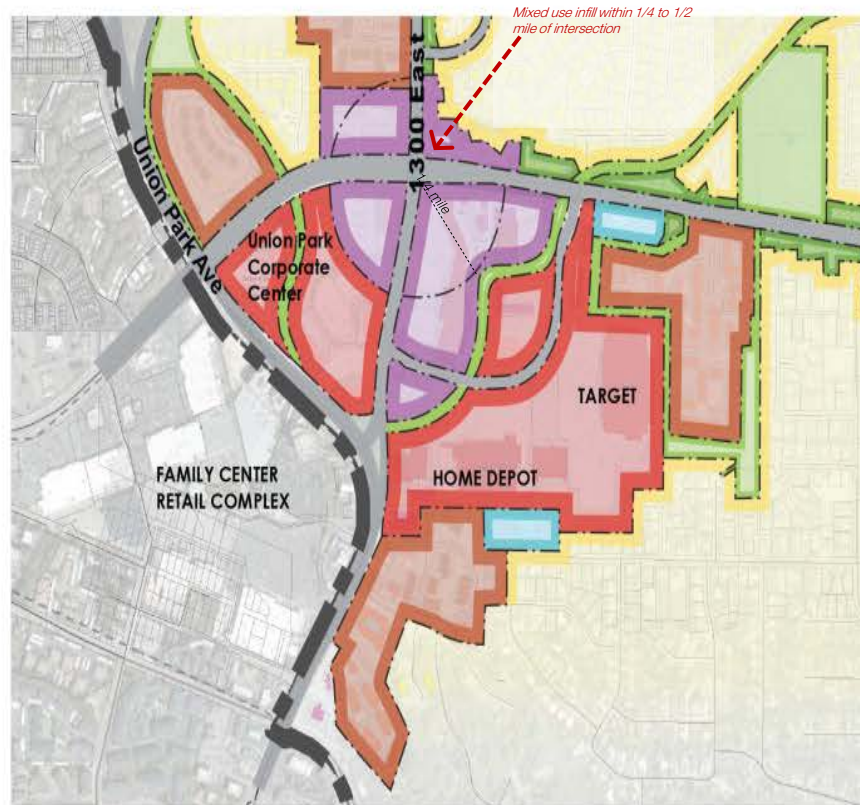 Mixed use infill within 1/4 to 1/2
mile of intersection
1300 East
1/4 mile
Union Park Ave
Union Park
Corporate
Center
TARGET
HOME DEPOT
FAMILY CENTER
RETAIL COMPLEX